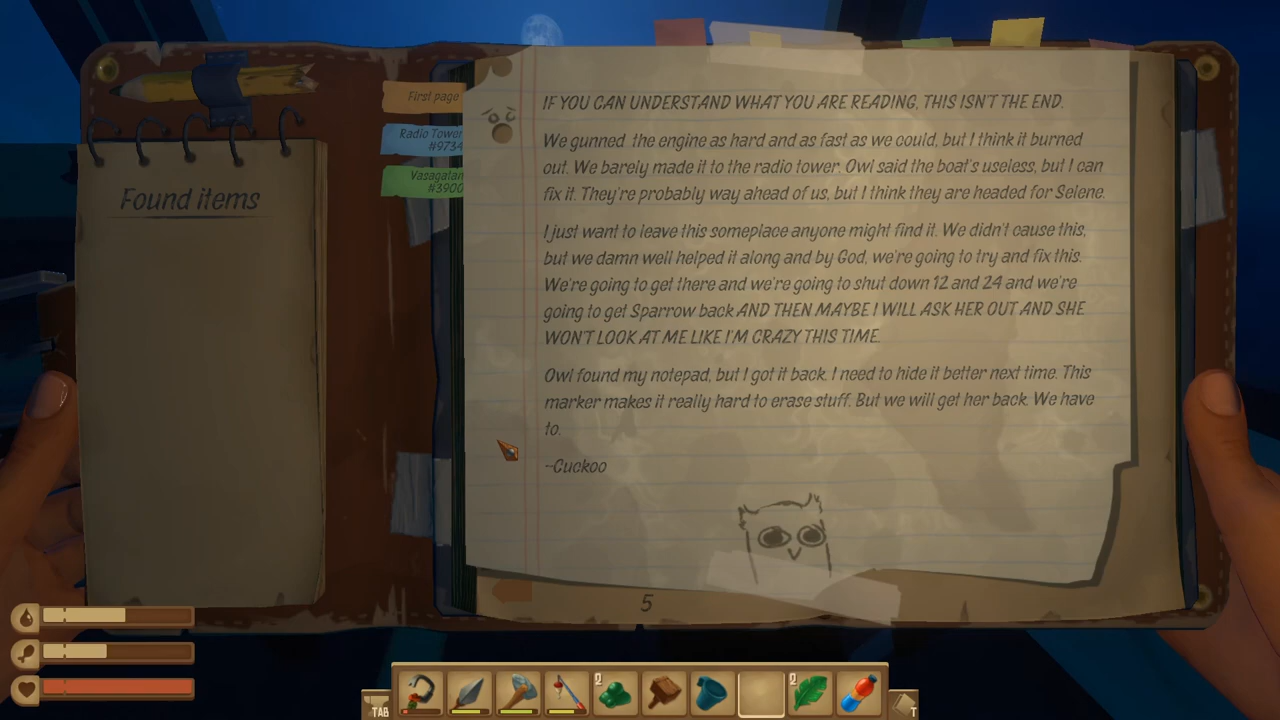 Found items
First page
Radio Tower
#9734
Vasagatan
#3900
IF YOU CAN UNDERSTAND WHAT YOU ARE READING, THIS ISN'T THE END.
We gunned the engine as hard and as fast as we could, but I think it burned
out. We barely made it to the radio tower. Owl said the boat's useless, but I can
fix it. They're probably way ahead of us, but I think they are headed for Selene.
I just want to leave this someplace anyone might find it. We didn't cause this,
but we damn well helped it along and by God, we're going to try and fix this.
We're going to get there and we're going to shut down 12 and 24 and we're
going to get Sparrow back AND THEN MAYBE I WILL ASK HER OUT AND SHE
WON'T LOOK AT ME LIKE I'M CRAZY THIS TIME.
Owl found my notepad, but I got it back. I need to hide it better next time. This
marker makes it really hard to erase stuff. But we will get her back. We have
to.
--Cuckoo
5
TAB
2
2
T